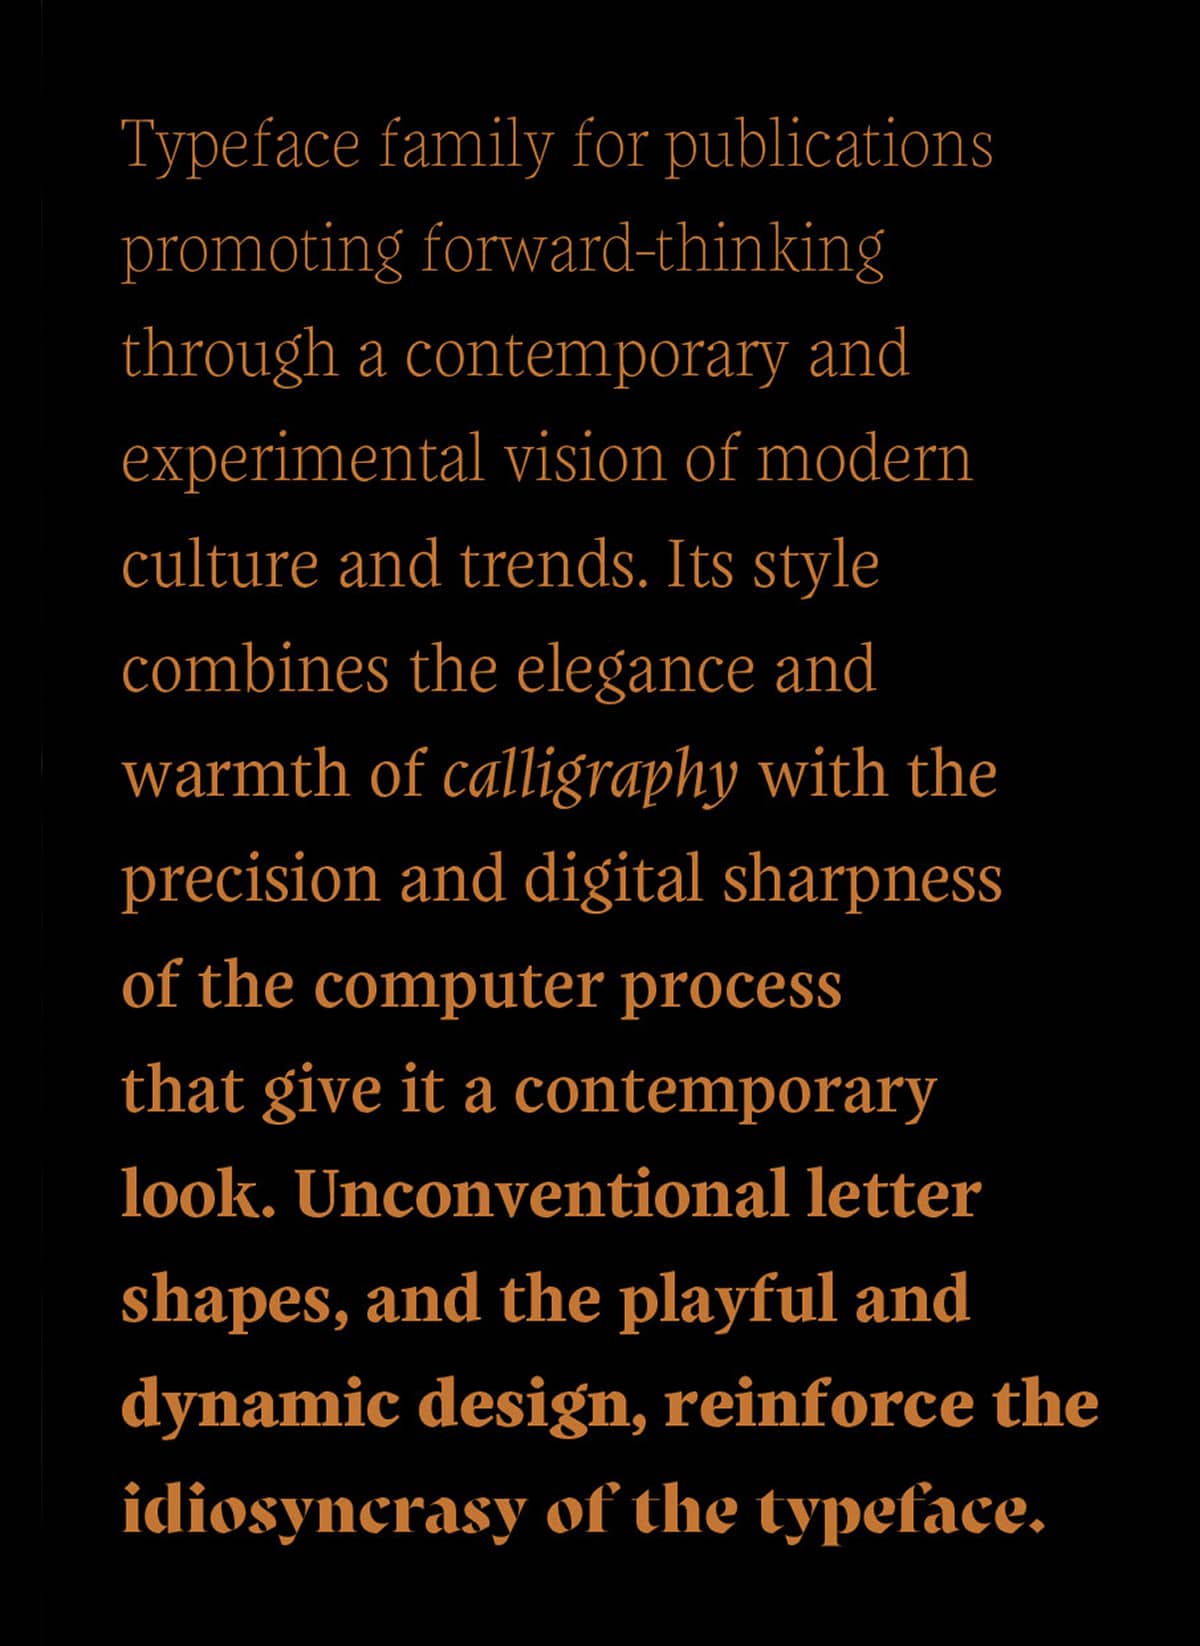 Typeface family for publications
promoting forward-thinking
through a contemporary and
experimental vision of modern
culture and trends. Its style
combines the elegance and
warmth of calligraphy with the
precision and digital sharpness
of the computer process
that give it a contemporary
look. Unconventional letter
shapes, and the playful and
dynamic design, reinforce the
idiosyncrasy of the typeface.